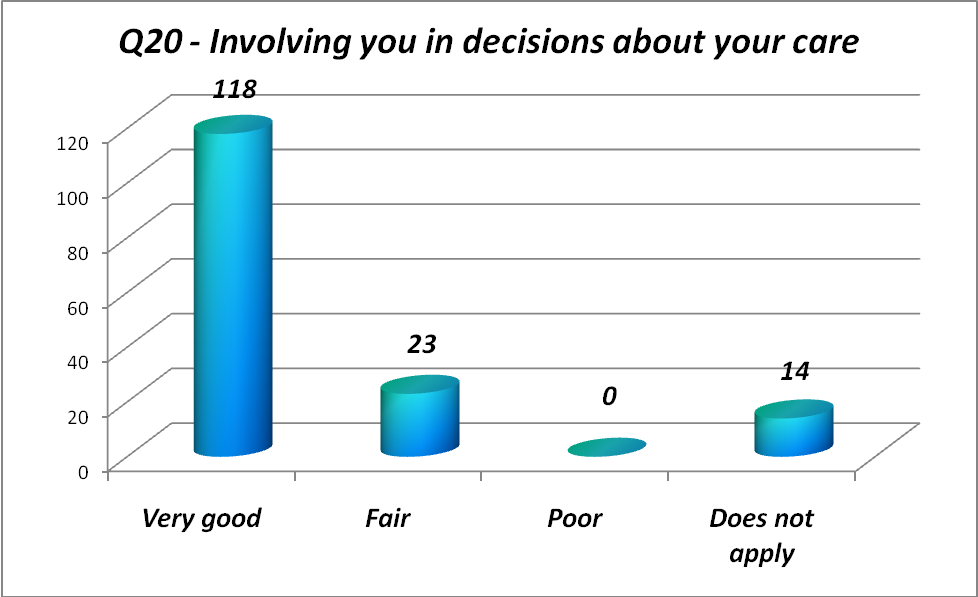 Q20 - Involving you in decisions about your care
118
120
100
80
60
40
20
0
23
0
14
Very good
Fair
Poor
Does not
apply